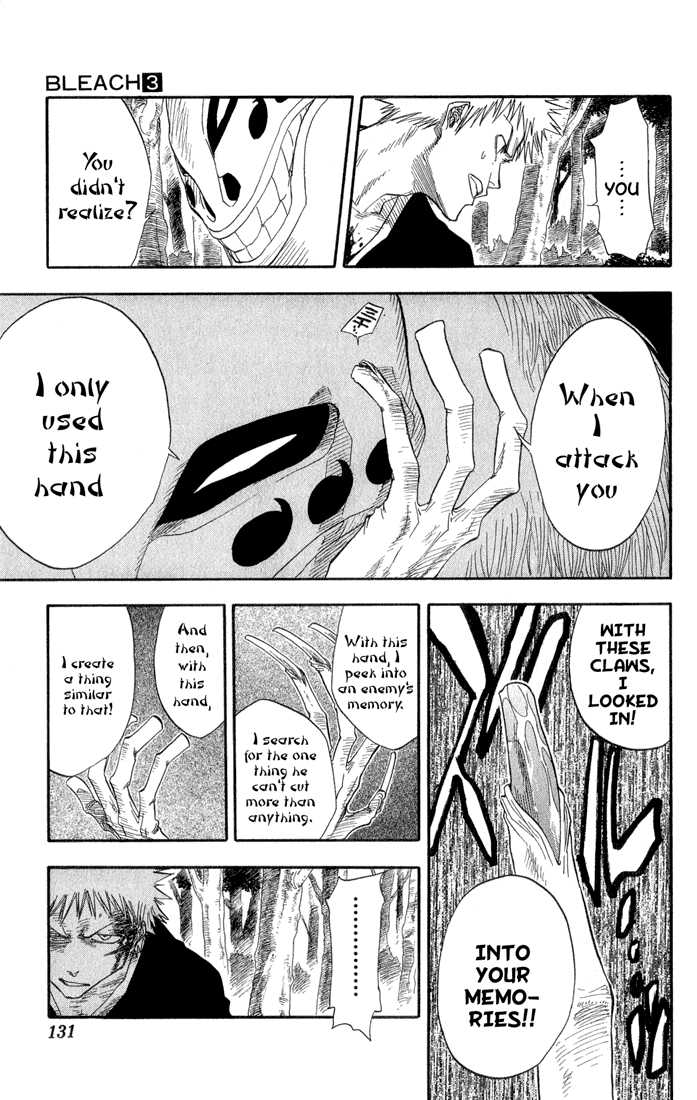 BLEACH 3
......
YOU
......
You
didn't
realize?
When
I
attack
you
I only
used
this
hand
WITH
THESE
CLAWS,
I
LOOKED
IN!
INTO
YOUR
MEMO-
RIES!!
With this
hand, I
peek into
an enemy's
memory.
I search
for the one
thing he
can't cut
more than
anything.
And
then,
with
this
hand,
I create
a thing
similar
to that!
.........
131